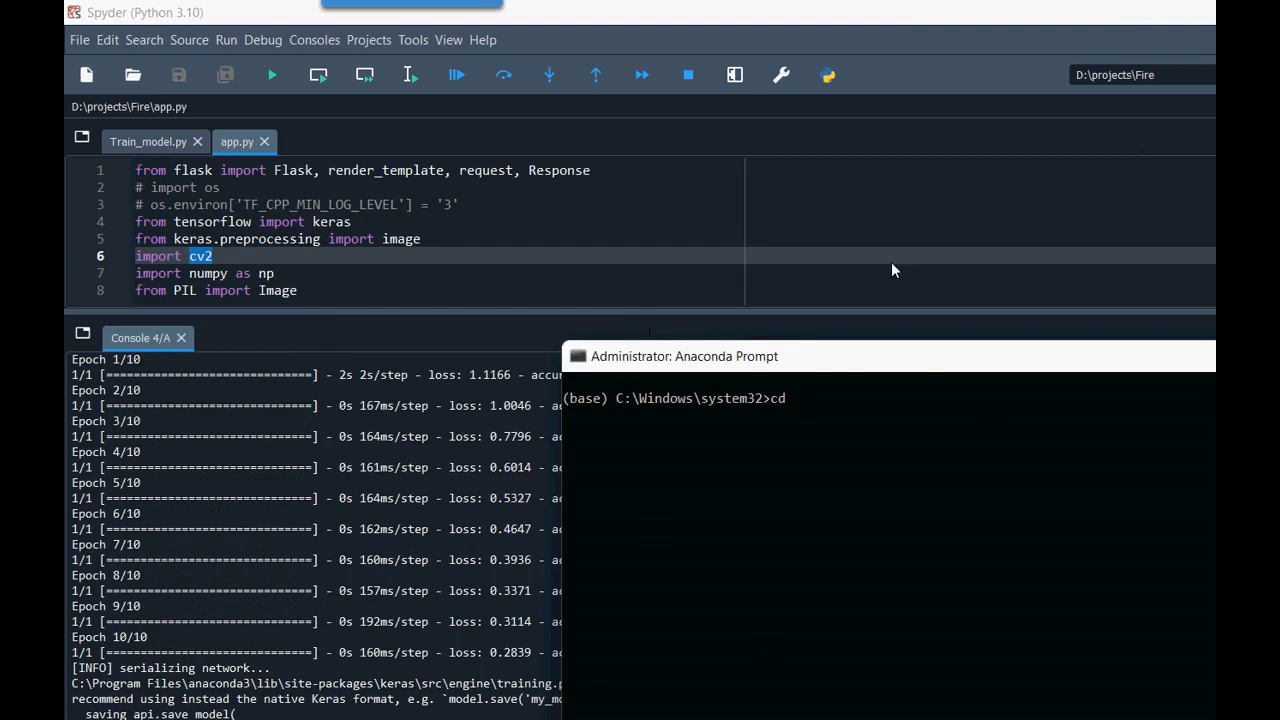 Spyder (Python 3.10)
File Edit Search Source Run Debug Consoles Projects Tools View Help
D:\projects\Fire
D:\projects\Fire\app.py
Train_model.py app.py
1 from flask import Flask, render_template, request, Response
2 # import os
3 # os.environ['TF_CPP_MIN_LOG_LEVEL'] = '3'
4 from tensorflow import keras
5 from keras.preprocessing import image
6 import cv2
7 import numpy as np
8 from PIL import Image
Console 4/A
Epoch 1/10
1/1 [==============================] - 2s 2s/step - loss: 1.1166 - accu
Epoch 2/10
1/1 [==============================] - 0s 167ms/step - loss: 1.0046 - a
Epoch 3/10
1/1 [==============================] - 0s 164ms/step - loss: 0.7796 - a
Epoch 4/10
1/1 [==============================] - 0s 161ms/step - loss: 0.6014 - a
Epoch 5/10
1/1 [==============================] - 0s 164ms/step - loss: 0.5327 - a
Epoch 6/10
1/1 [==============================] - 0s 162ms/step - loss: 0.4647 - a
Epoch 7/10
1/1 [==============================] - 0s 160ms/step - loss: 0.3936 - a
Epoch 8/10
1/1 [==============================] - 0s 157ms/step - loss: 0.3371 - a
Epoch 9/10
1/1 [==============================] - 0s 192ms/step - loss: 0.3114 - a
Epoch 10/10
1/1 [==============================] - 0s 160ms/step - loss: 0.2839 - a
[INFO] serializing network...
C:\Program Files\anaconda3\lib\site-packages\keras\src\engine\training.p
recommend using instead the native Keras format, e.g. `model.save('my_m
saving_api.save_model(
Administrator: Anaconda Prompt
(base) C:\Windows\system32>cd